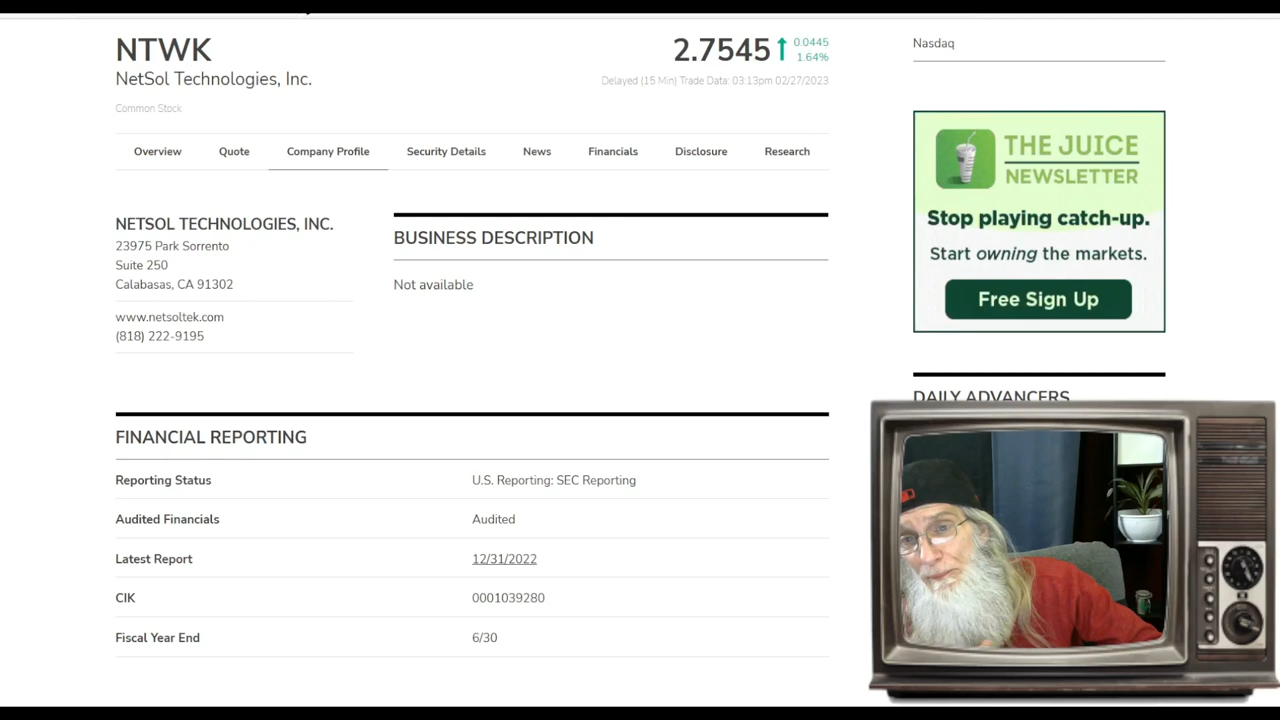 NTWK
2.7545
0.0445
1.64%
NetSol Technologies, Inc.
Delayed (15 Min) Trade Data: 03:13pm 02/27/2023
Common Stock
Overview Quote Company Profile Security Details News Financials Disclosure Research
NETSOL TECHNOLOGIES, INC.
23975 Park Sorrento
Suite 250
Calabasas, CA 91302
www.netsoltek.com
(818) 222-9195
BUSINESS DESCRIPTION
Not available
FINANCIAL REPORTING
Reporting Status U.S. Reporting: SEC Reporting
Audited Financials Audited
Latest Report 12/31/2022
CIK 0001039280
Fiscal Year End 6/30
Nasdaq
THE JUICE
NEWSLETTER
Stop playing catch-up.
Start owning the markets.
Free Sign Up
DAILY ADVANCERS